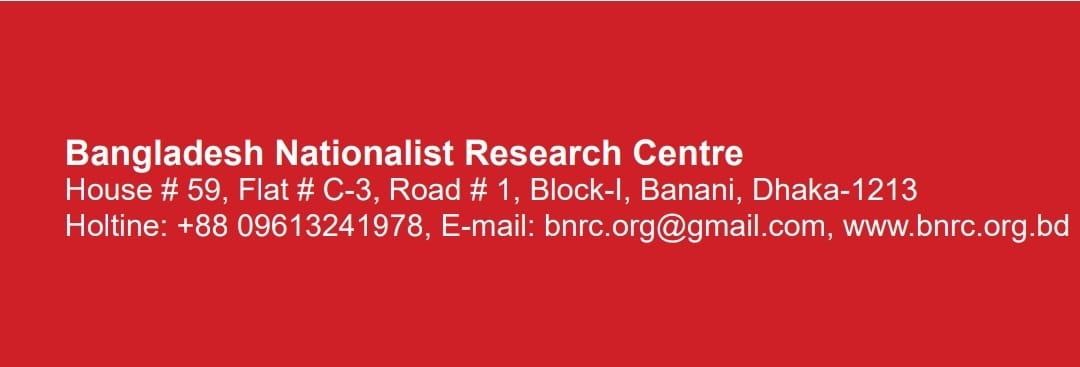 Bangladesh Nationalist Research Centre
House # 59, Flat # C-3, Road # 1, Block-I, Banani, Dhaka-1213
Holtine: +88 09613241978, E-mail: bnrc.org@gmail.com, www.bnrc.org.bd